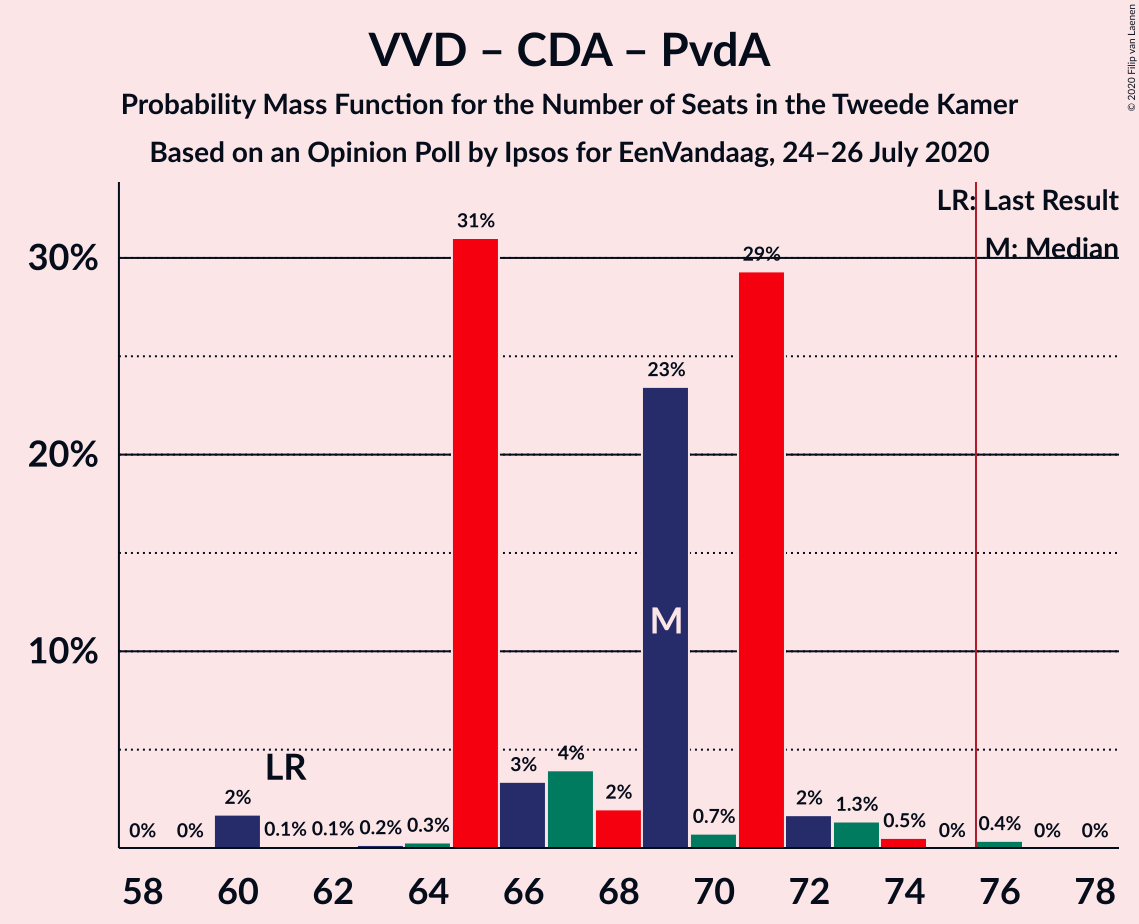 VVD – CDA – PvdA
Probability Mass Function for the Number of Seats in the Tweede Kamer
Based on an Opinion Poll by Ipsos for EenVandaag, 24–26 July 2020
© 2020 Filip van Laenen
LR: Last Result
M: Median
30%
20%
10%
0% 0% 2% 0.1% 0.1% 0.2% 0.3% 31% 3% 4% 2% 23% 0.7% 29% 2% 1.3% 0.5% 0% 0.4% 0% 0%
LR
M
58 60 62 64 66 68 70 72 74 76 78